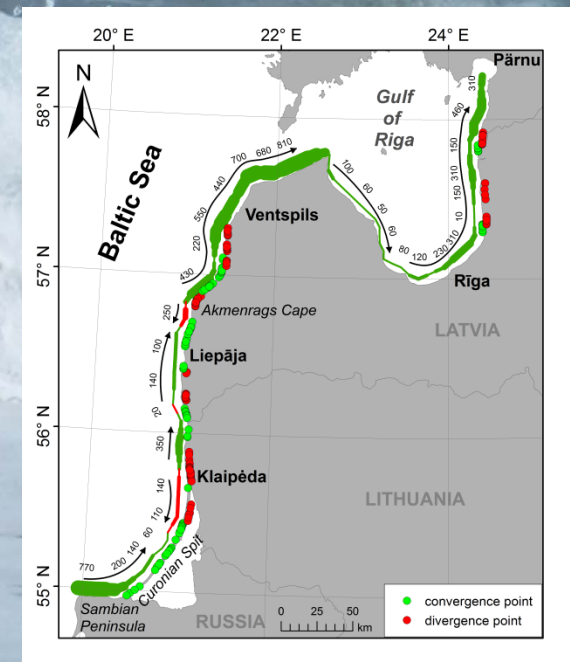 20° E
22° E
24° E
Pärnu
N
58° N
57° N
56° N
55° N
Gulf
of
Riga
Baltic Sea
310
460
150
310
150
10
310
230
120
80
60
50
60
100
810
680
700
440
550
220
430
250
100
140
20
350
140
110
60
140
200
770
Ventspils
Rīga
Akmenrags Cape
LATVIA
Liepāja
Klaipėda
LITHUANIA
Curonian Spit
Sambian
Peninsula
RUSSIA
0 25 50
km
convergence point
divergence point